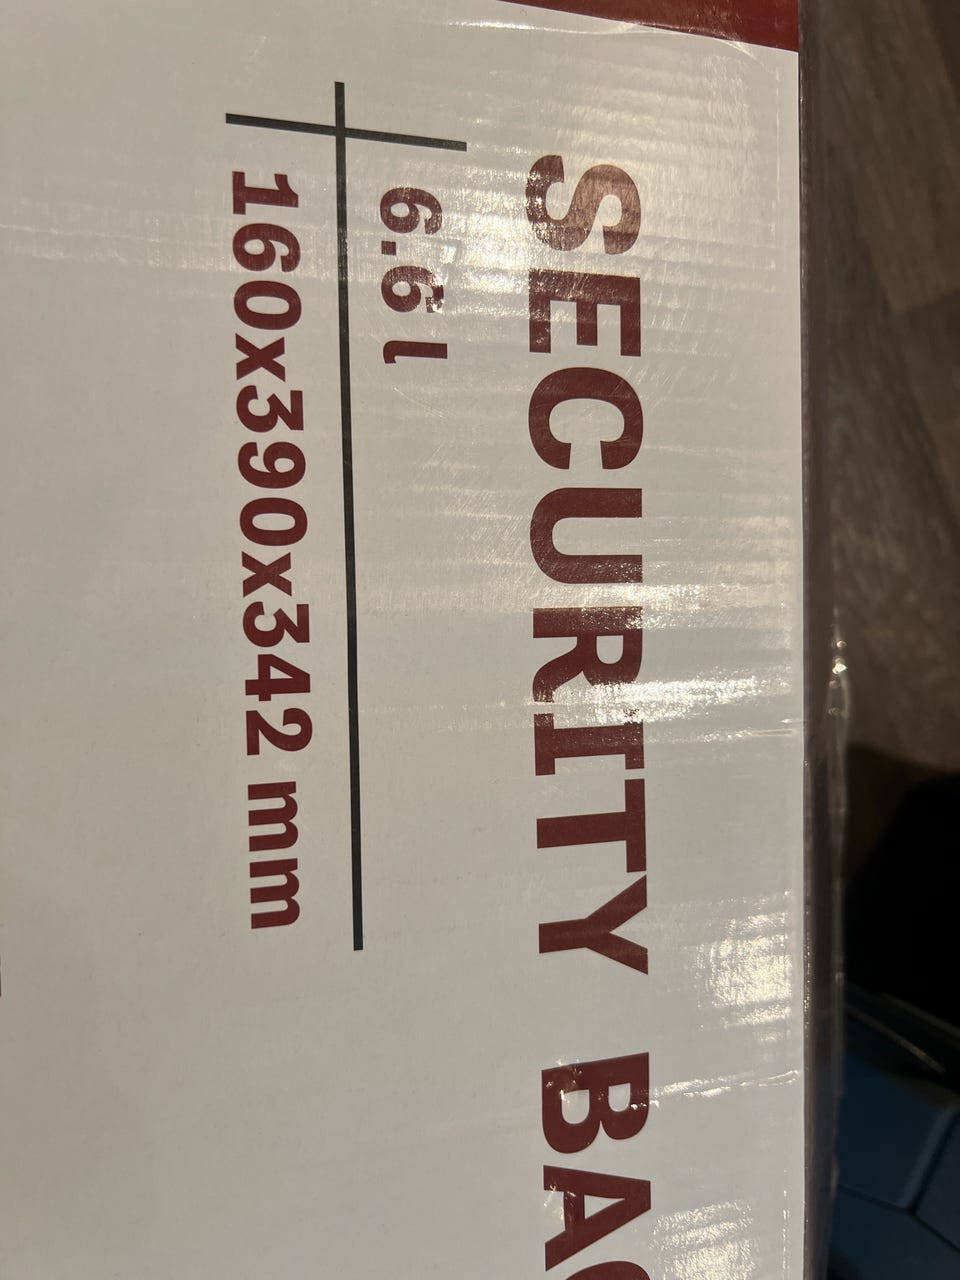 SECURITY BA
6.6 l
160x390x342 mm